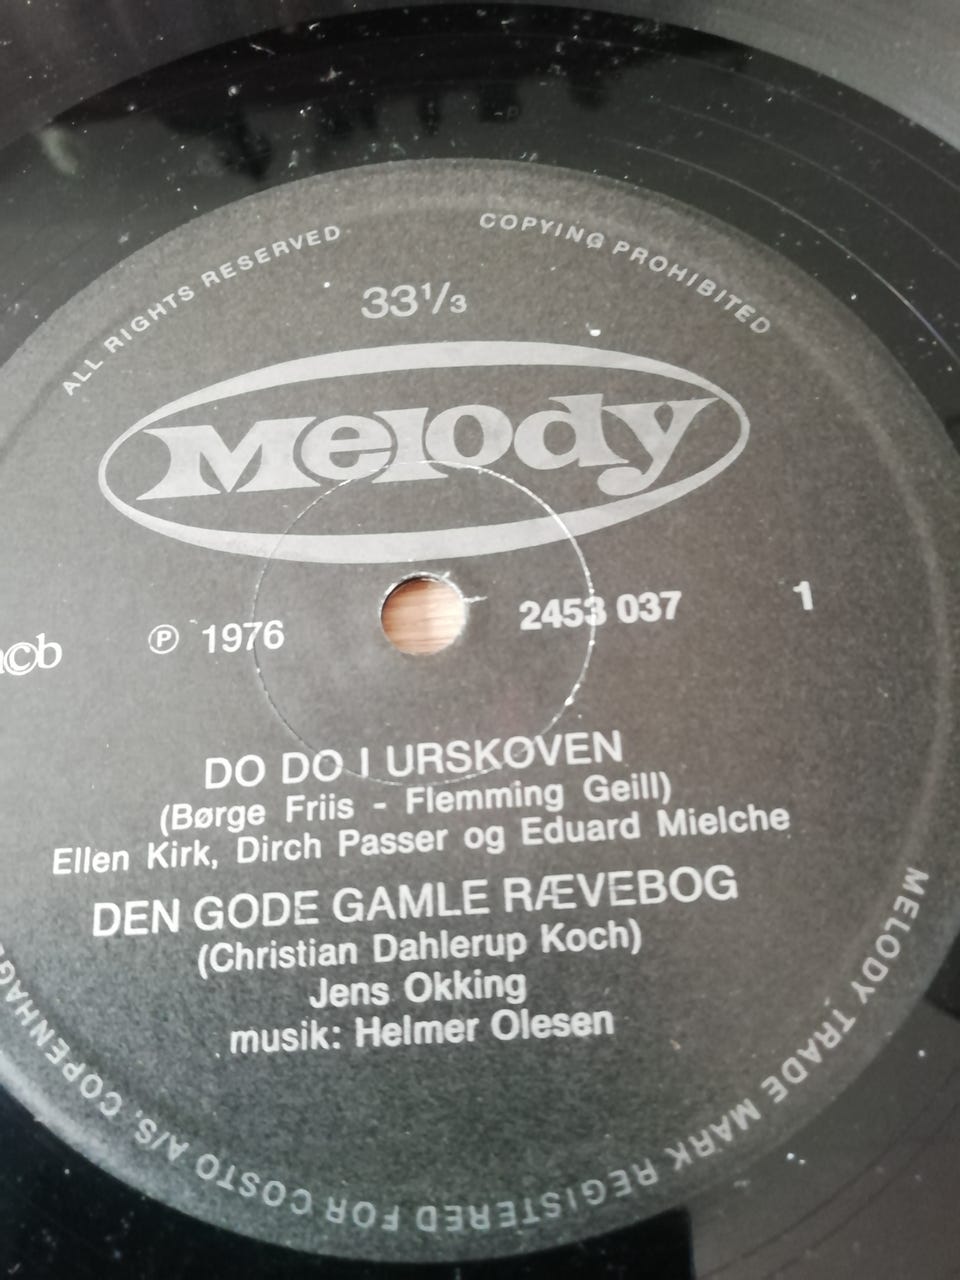 ALL RIGHTS RESERVED
COPYING PROHIBITED
33⅓
Melody
n©b
℗ 1976
2453 037
1
DO DO I URSKOVEN
(Børge Friis - Flemming Geill)
Ellen Kirk, Dirch Passer og Eduard Mielche
DEN GODE GAMLE RÆVEBOG
(Christian Dahlerup Koch)
Jens Okking
musik: Helmer Olesen
MELODY TRADE MARK REGISTERED FOR COSTO A/S. COPENHAGE